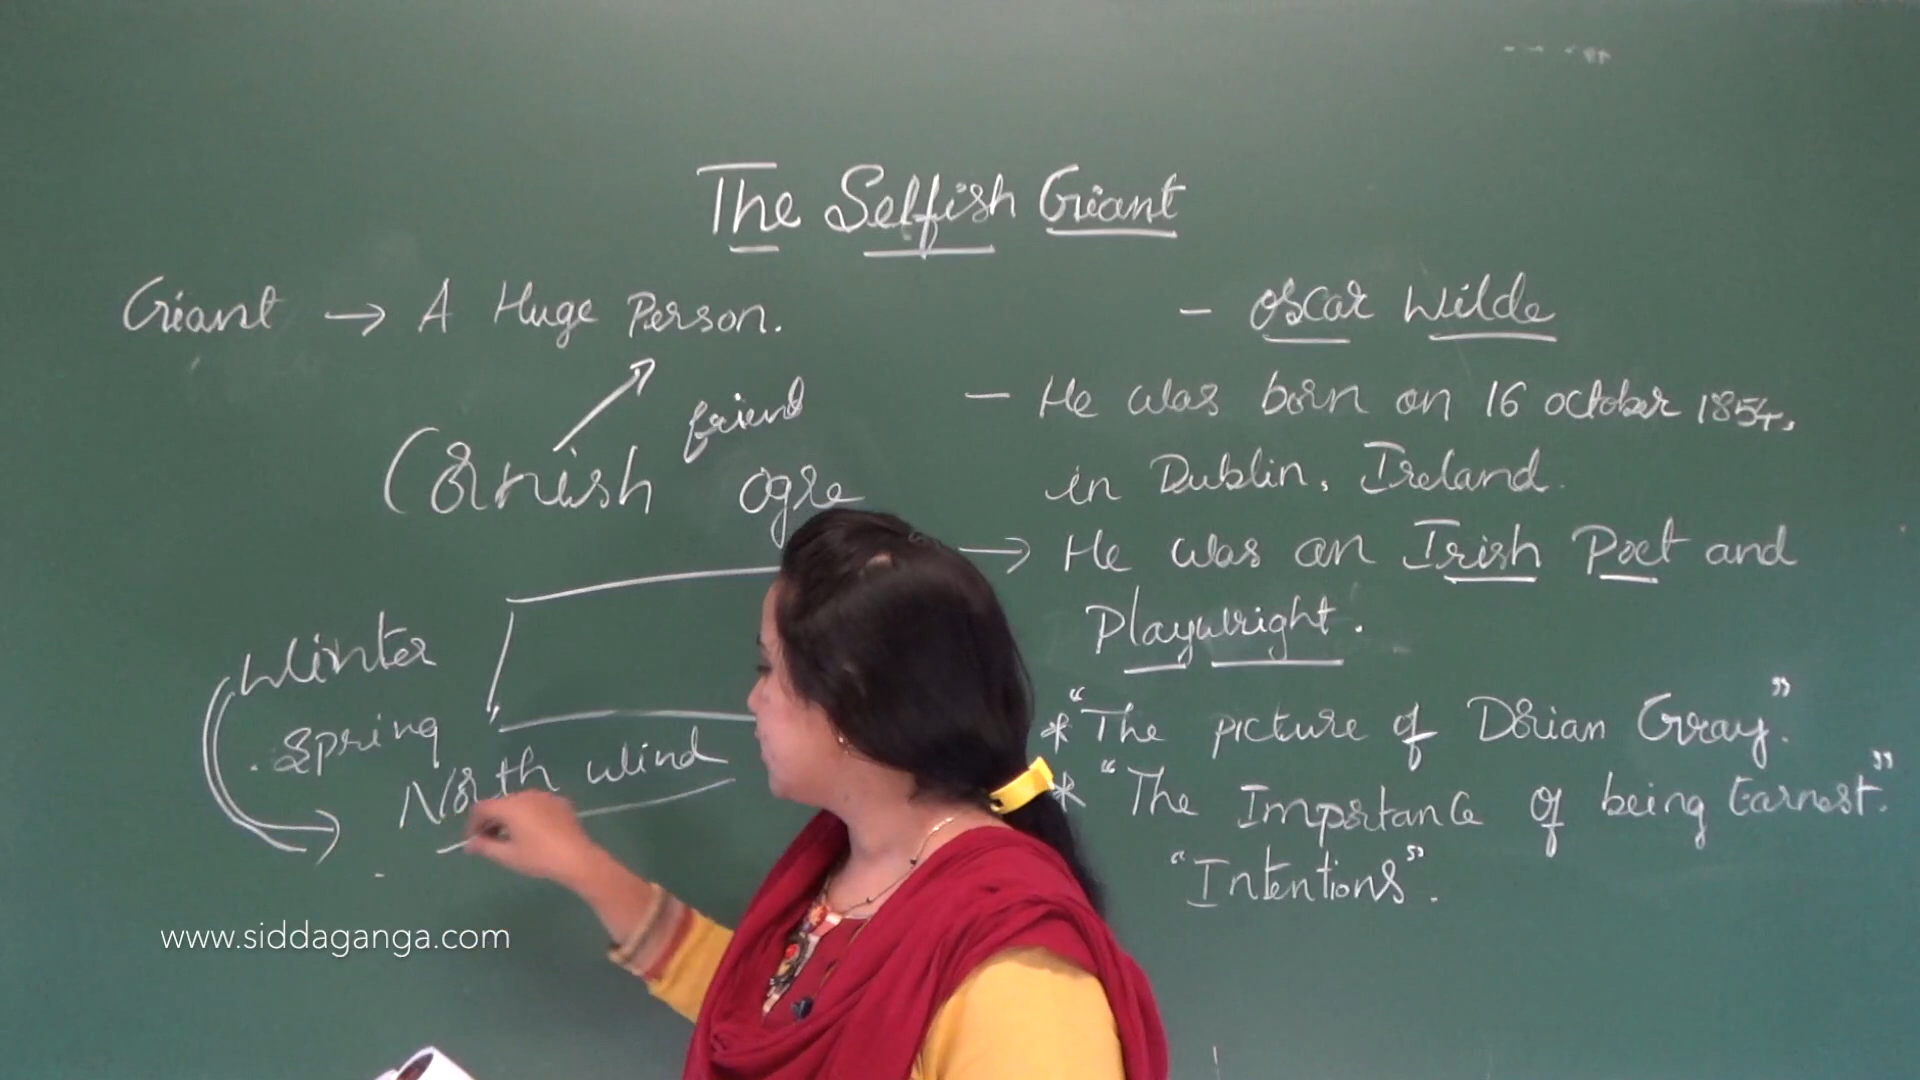 The Selfish Giant
Giant → A Huge Person.
friend
Cornish ogre
Winter
Spring
North wind
- Oscar Wilde
- He was born on 16 october 1854,
in Dublin, Ireland.
→ He was an Irish Poet and
Playwright.
* "The picture of Dorian Gray".
* "The Importance of being Earnest".
"Intentions".
www.siddaganga.com